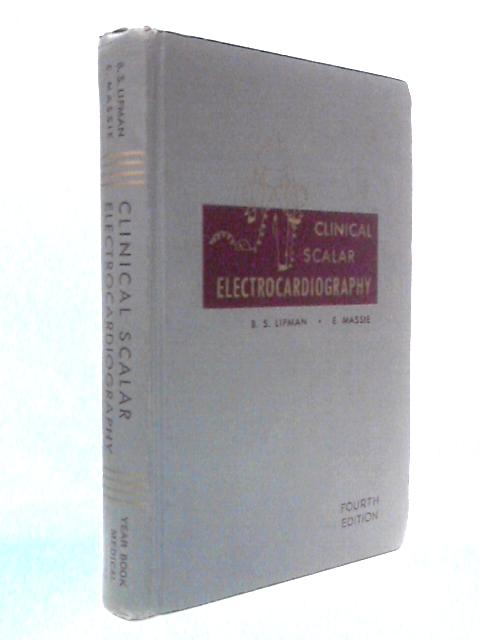 B. S. LIPMAN
E. MASSIE
CLINICAL SCALAR
ELECTROCARDIOGRAPHY
YEAR BOOK
MEDICAL
CLINICAL
SCALAR
ELECTROCARDIOGRAPHY
B. S. LIPMAN • E. MASSIE
FOURTH
EDITION